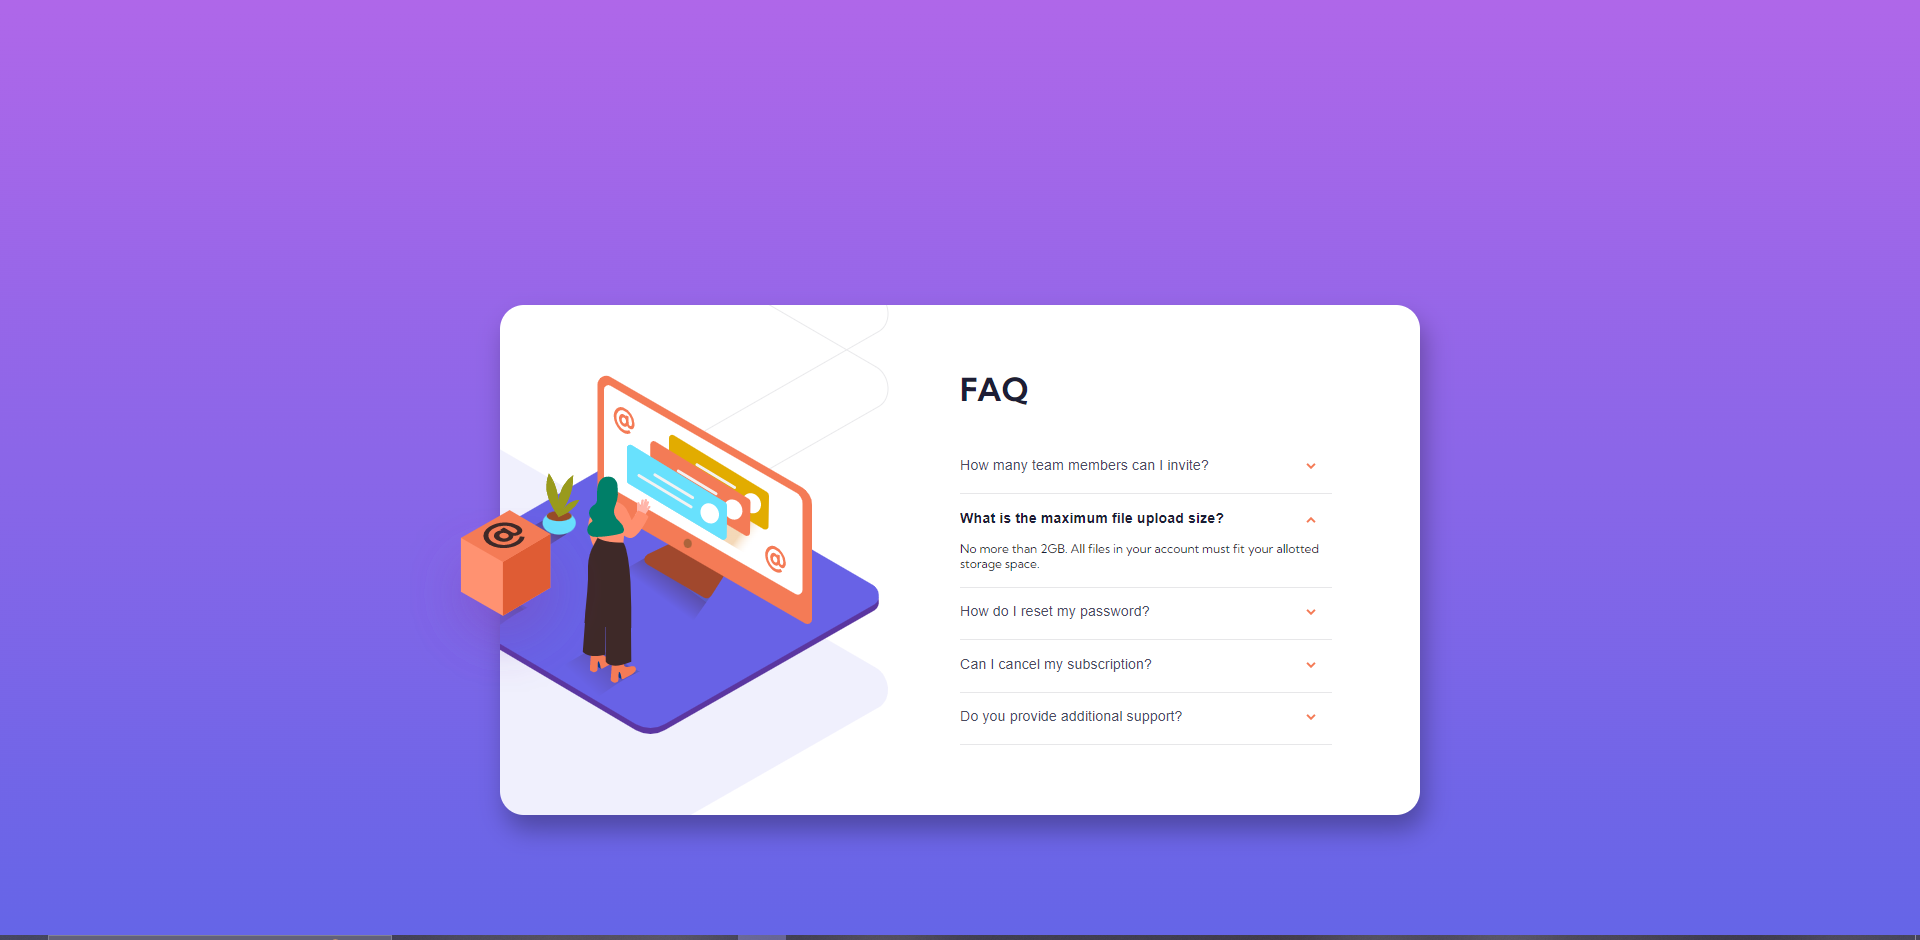 FAQ
How many team members can I invite?
What is the maximum file upload size?
No more than 2GB. All files in your account must fit your allotted
storage space.
How do I reset my password?
Can I cancel my subscription?
Do you provide additional support?
@
@
@